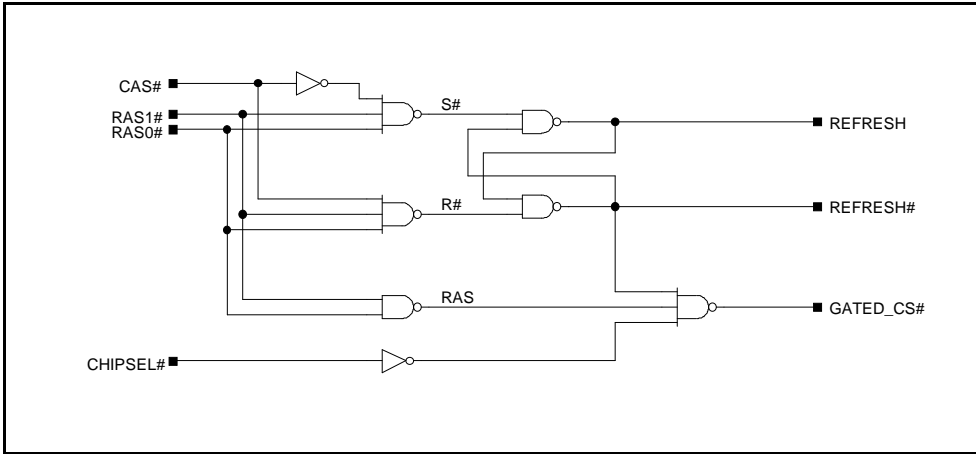 CAS#
RAS1#
RAS0#
S#
REFRESH
R#
REFRESH#
RAS
GATED_CS#
CHIPSEL#